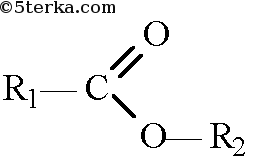 ©5terka.com
O
R₁—C
O—R₂